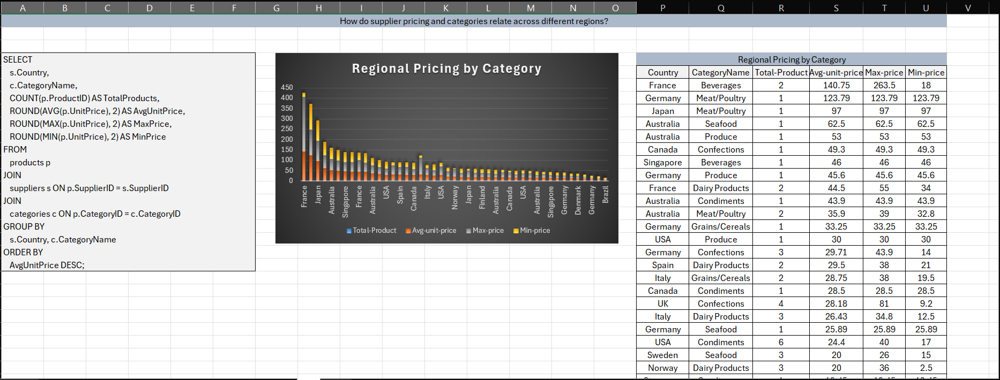 A B C D E F G H I J K L M N O P Q R S T U V
How do supplier pricing and categories relate across different regions?
SELECT
s.Country,
c.CategoryName,
COUNT(p.ProductID) AS TotalProducts,
ROUND(AVG(p.UnitPrice), 2) AS AvgUnitPrice,
ROUND(MAX(p.UnitPrice), 2) AS MaxPrice,
ROUND(MIN(p.UnitPrice), 2) AS MinPrice
FROM
products p
JOIN
suppliers s ON p.SupplierID = s.SupplierID
JOIN
categories c ON p.CategoryID = c.CategoryID
GROUP BY
s.Country, c.CategoryName
ORDER BY
AvgUnitPrice DESC;
Regional Pricing by Category
450
400
350
300
250
200
150
100
50
0
France Japan Australia Singapore France Australia USA Spain Canada Italy USA Norway Japan Finland Australia Canada USA Australia Singapore Germany Denmark Germany Brazil
Total-Product Avg-unit-price Max-price Min-price
Regional Pricing by Category
Country CategoryName Total-Product Avg-unit-price Max-price Min-price
France Beverages 2 140.75 263.5 18
Germany Meat/Poultry 1 123.79 123.79 123.79
Japan Meat/Poultry 1 97 97 97
Australia Seafood 1 62.5 62.5 62.5
Australia Produce 1 53 53 53
Canada Confections 1 49.3 49.3 49.3
Singapore Beverages 1 46 46 46
Germany Produce 1 45.6 45.6 45.6
France Dairy Products 2 44.5 55 34
Australia Condiments 1 43.9 43.9 43.9
Australia Meat/Poultry 2 35.9 39 32.8
Germany Grains/Cereals 1 33.25 33.25 33.25
USA Produce 1 30 30 30
Germany Confections 3 29.71 43.9 14
Spain Dairy Products 2 29.5 38 21
Italy Grains/Cereals 2 28.75 38 19.5
Canada Condiments 1 28.5 28.5 28.5
UK Confections 4 28.18 81 9.2
Italy Dairy Products 3 26.43 34.8 12.5
Germany Seafood 1 25.89 25.89 25.89
USA Condiments 6 24.4 40 17
Sweden Seafood 3 20 26 15
Norway Dairy Products 3 20 36 2.5